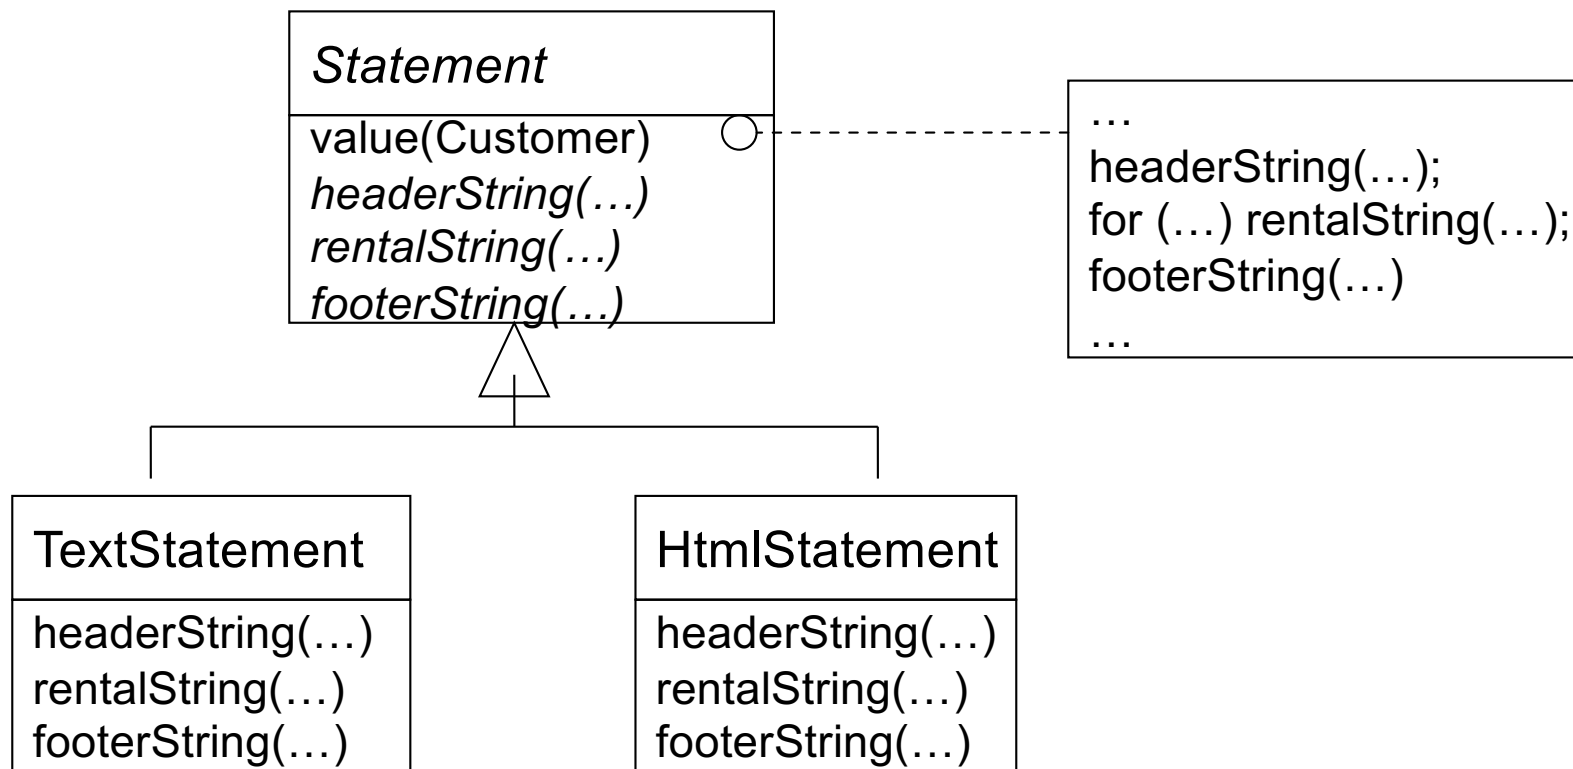 Statement
value(Customer)
headerString(…)
rentalString(…)
footerString(…)
…
headerString(…);
for (…) rentalString(…);
footerString(…)
…
TextStatement
headerString(…)
rentalString(…)
footerString(…)
HtmlStatement
headerString(…)
rentalString(…)
footerString(…)